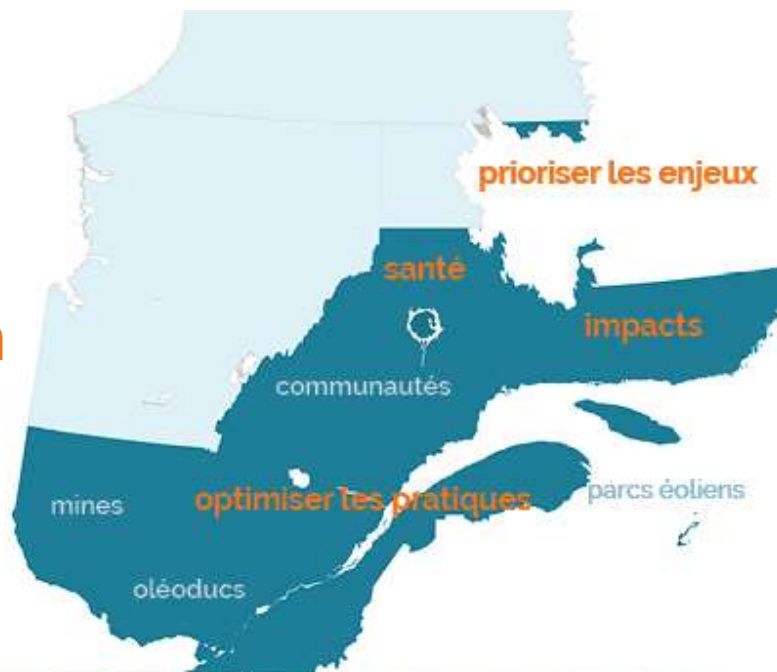 prioriser les enjeux
santé
impacts
communautés
optimiser les pratiques
parcs éoliens
mines
oléoducs